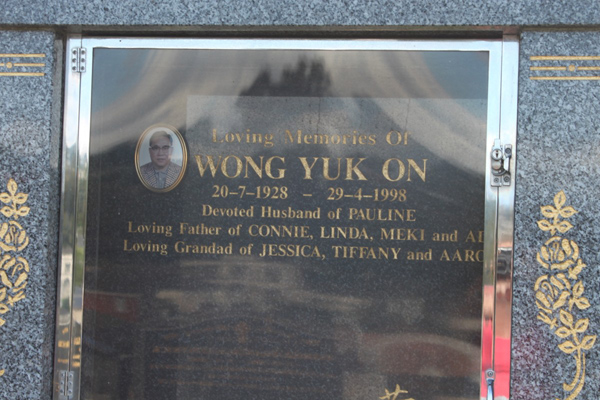 Loving Memories Of
WONG YUK ON
20-7-1928 - 29-4-1998
Devoted Husband of PAULINE
Loving Father of CONNIE, LINDA, MEKI and
Loving Grandad of JESSICA, TIFFANY and